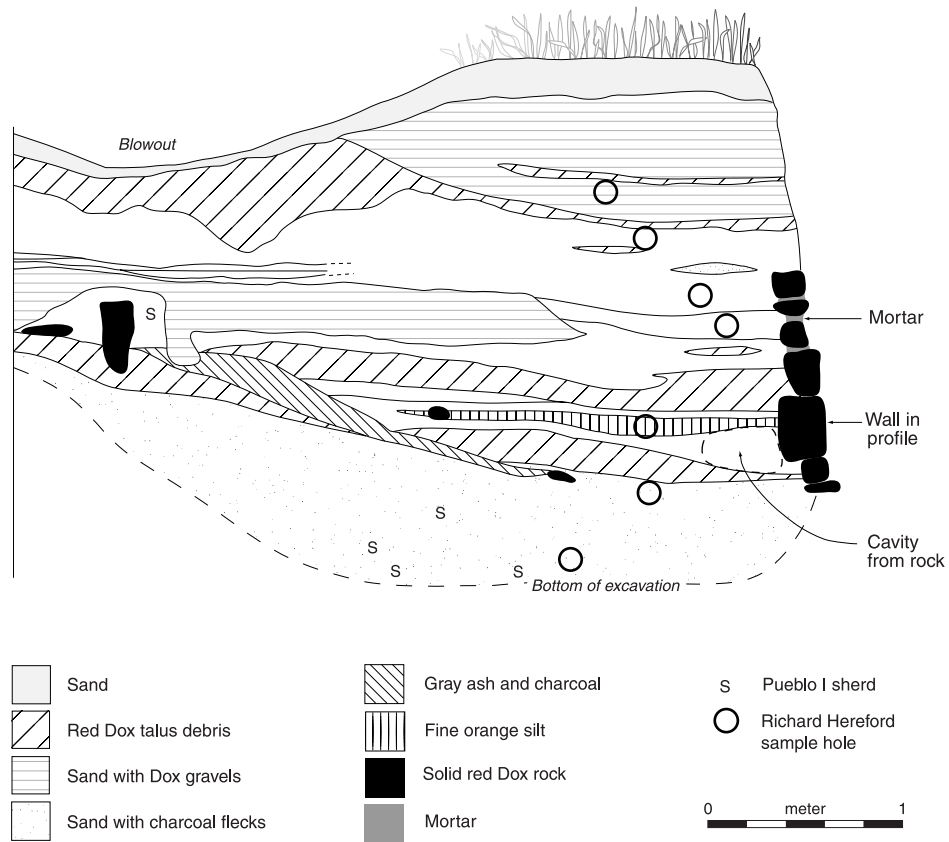 Blowout
S
Mortar
Wall in
profile
S
S
S
S
Cavity
from rock
Bottom of excavation
Sand
Red Dox talus debris
Sand with Dox gravels
Sand with charcoal flecks
Gray ash and charcoal
Fine orange silt
Solid red Dox rock
Mortar
S Pueblo I sherd
Richard Hereford
sample hole
0 meter 1